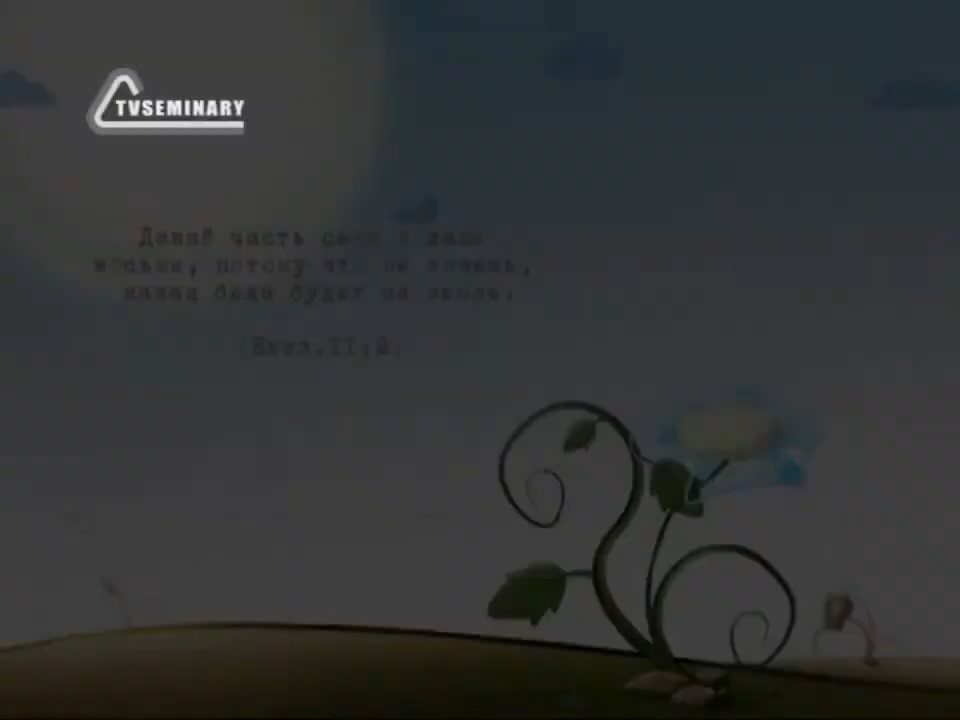 TVSEMINARY
Давай часть семи и даже
восьми, потому что не знаешь,
какая беда будет на земле.
(Еккл.11:2)